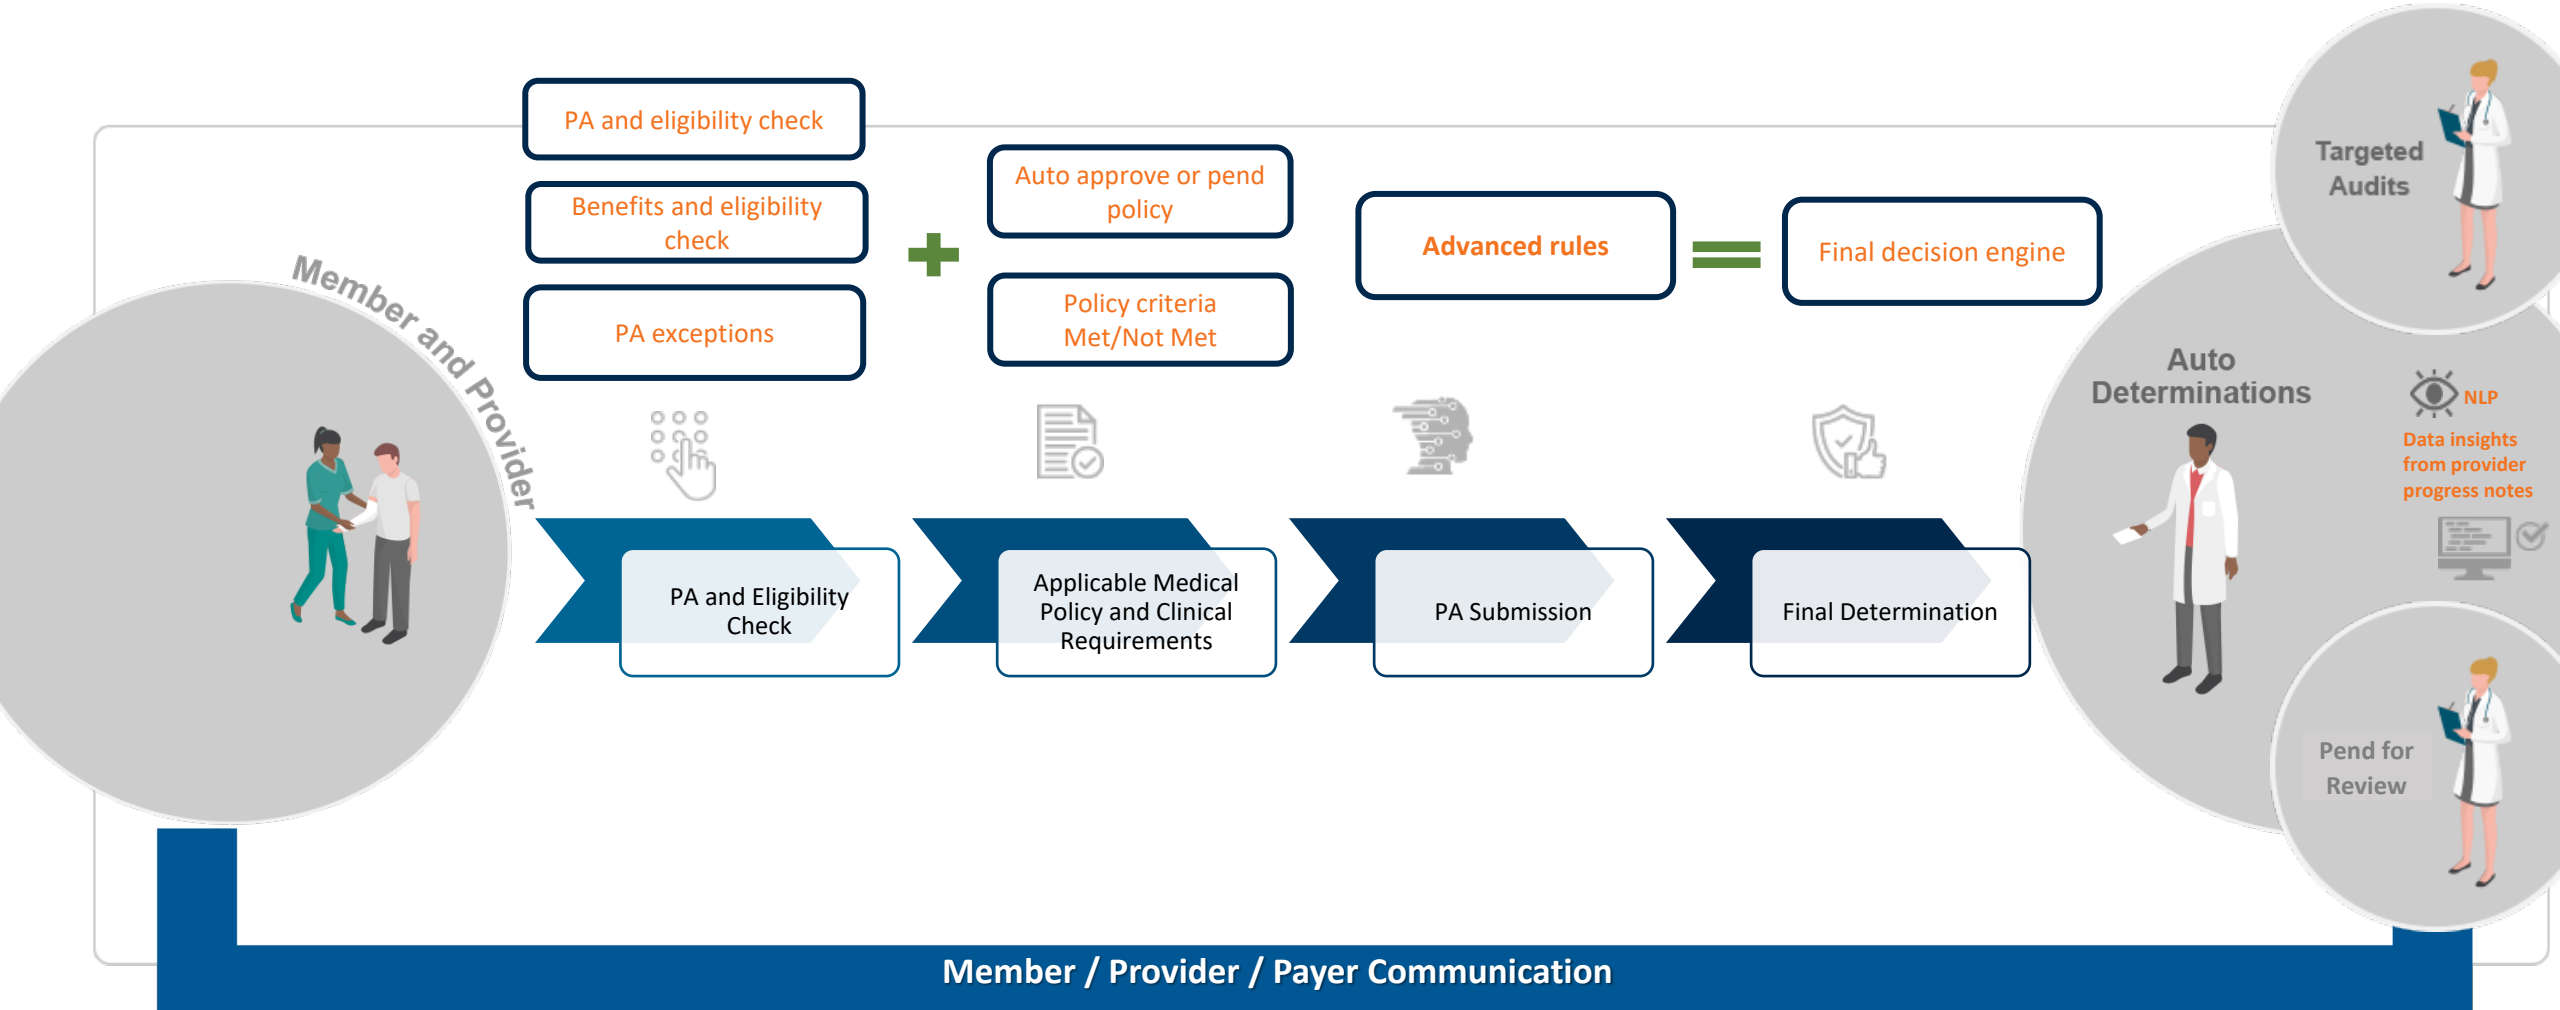 PA and eligibility check
Benefits and eligibility
check
PA exceptions
Auto approve or pend
policy
Policy criteria
Met/Not Met
Advanced rules
Final decision engine
Targeted
Audits
Member and Provider
Auto
Determinations
NLP
Data insights
from provider
progress notes
PA and Eligibility
Check
Applicable Medical
Policy and Clinical
Requirements
PA Submission
Final Determination
Pend for
Review
Member / Provider / Payer Communication